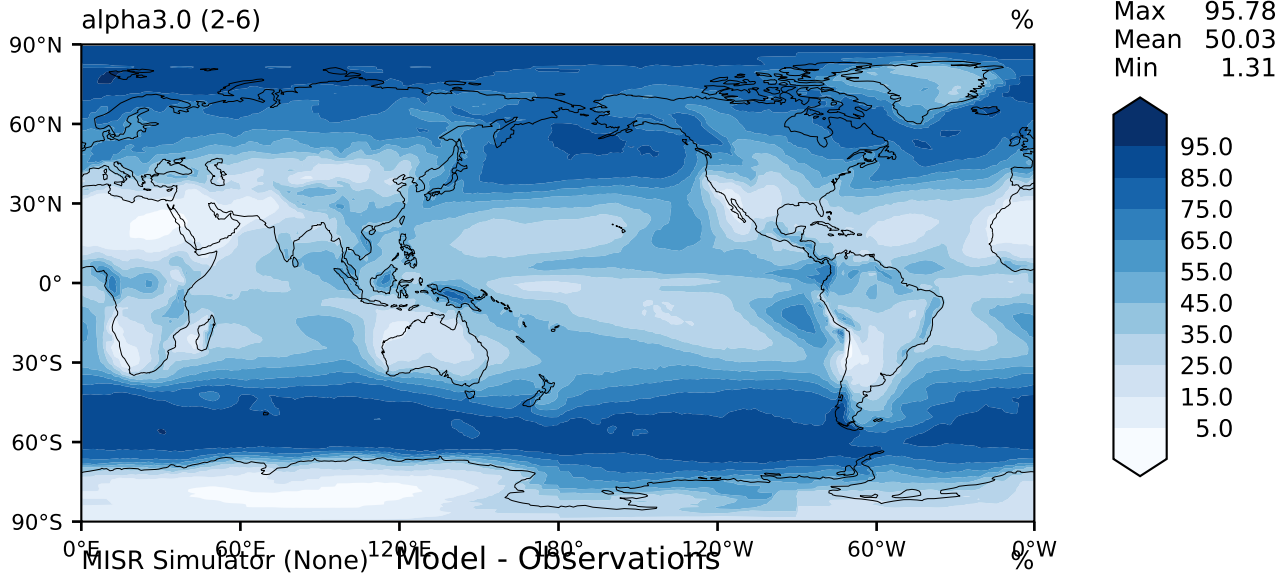 alpha3.0 (2-6) %
Max 95.78
Mean 50.03
Min 1.31
90°N
60°N
30°N
0°
30°S
60°S
90°S
95.0
85.0
75.0
65.0
55.0
45.0
35.0
25.0
15.0
5.0
0°E 60°E 120°E 180° 120°W 60°W 0°W
MISR Simulator (None) Model - Observations %